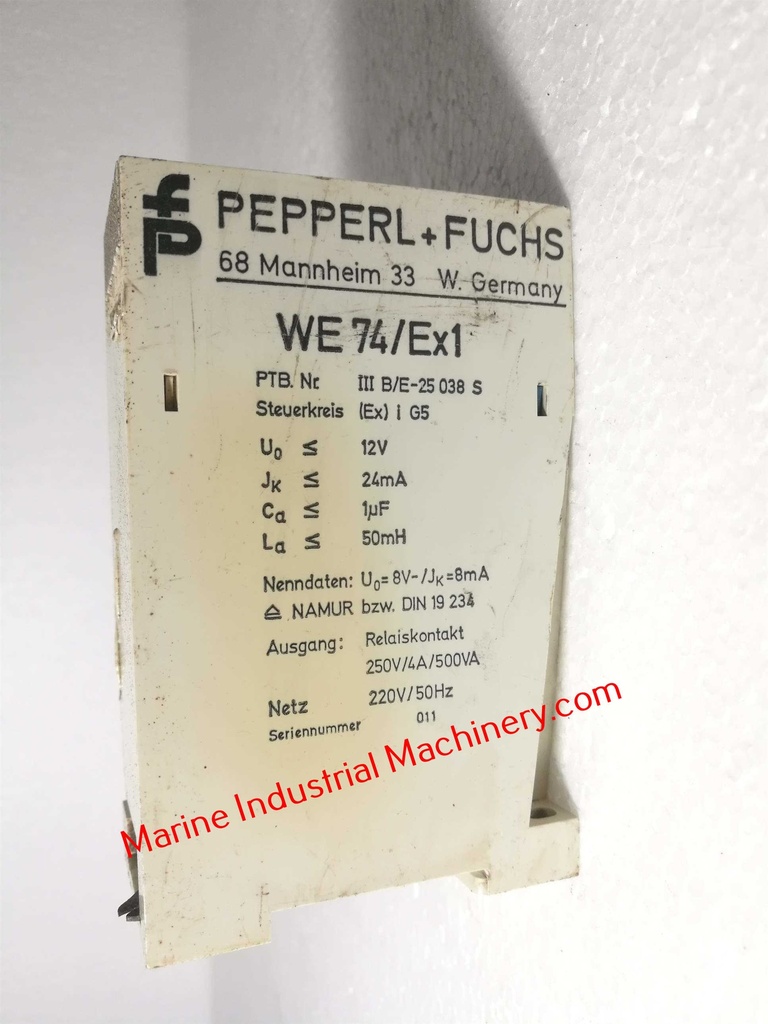 PEPPERL+FUCHS
68 Mannheim 33 W. Germany
WE 74/Ex1
PTB. Nr. III B/E-25 038 S
Steuerkreis (Ex) i G5
U₀ ≤ 12V
Jₖ ≤ 24mA
Cₐ ≤ 1µF
Lₐ ≤ 50mH
Nenndaten: U₀=8V-/Jₖ=8mA
≙ NAMUR bzw. DIN 19 234
Ausgang: Relaiskontakt
250V/4A/500VA
Netz 220V/50Hz
Seriennummer 011
Marine Industrial Machinery.com